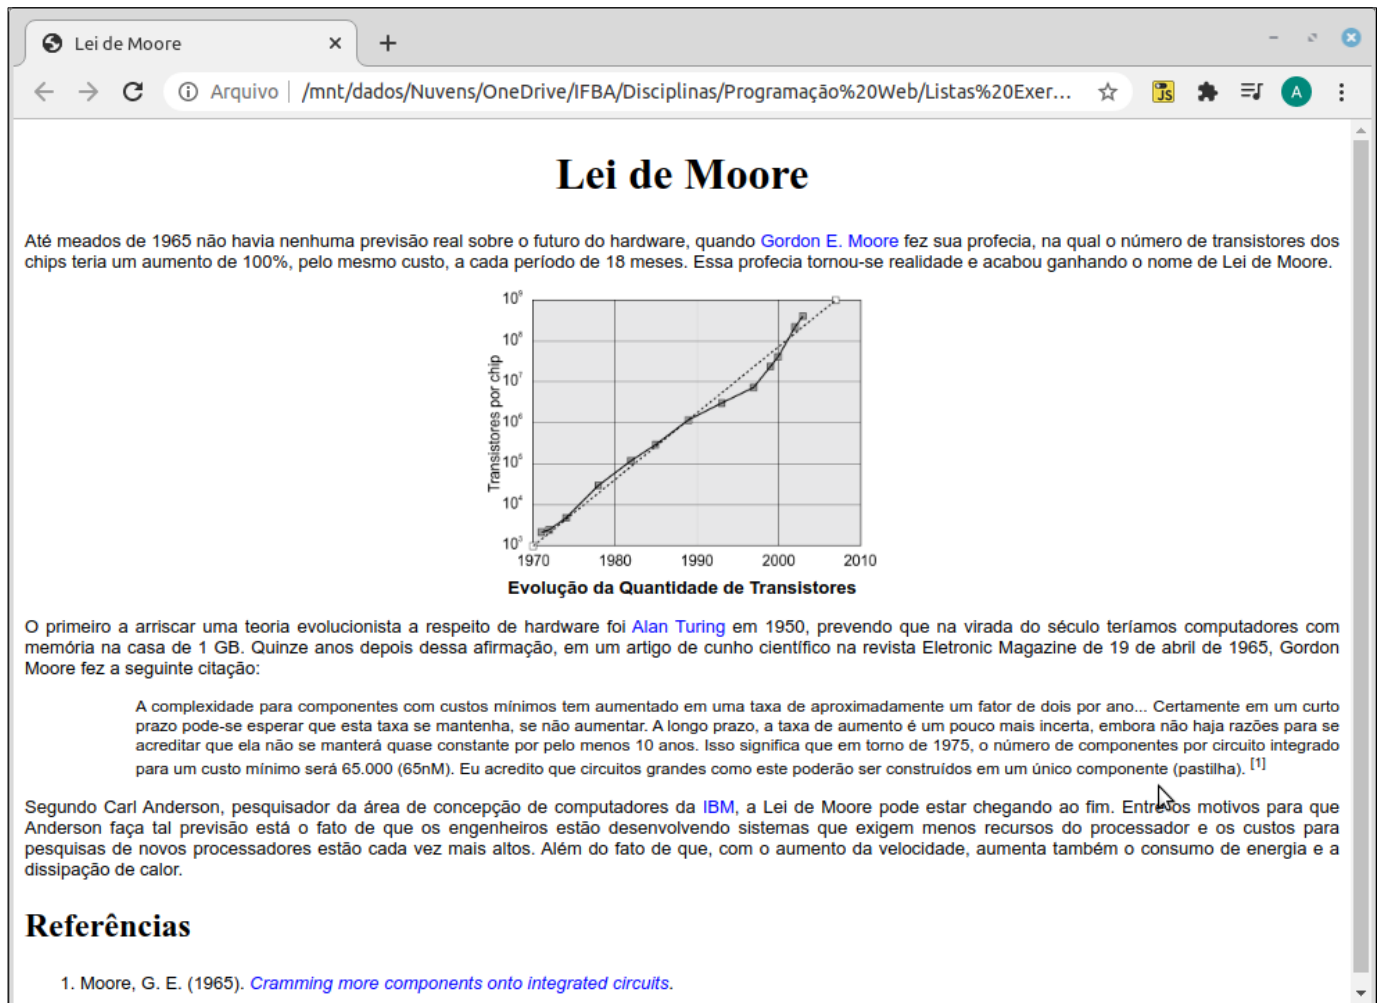 Lei de Moore
Arquivo | /mnt/dados/Nuvens/OneDrive/IFBA/Disciplinas/Programação%20Web/Listas%20Exer...
JS
A
Lei de Moore
Até meados de 1965 não havia nenhuma previsão real sobre o futuro do hardware, quando Gordon E. Moore fez sua profecia, na qual o número de transistores dos
chips teria um aumento de 100%, pelo mesmo custo, a cada período de 18 meses. Essa profecia tornou-se realidade e acabou ganhando o nome de Lei de Moore.
Transistores por chip
10⁹
10⁸
10⁷
10⁶
10⁵
10⁴
10³
1970 1980 1990 2000 2010
Evolução da Quantidade de Transistores
O primeiro a arriscar uma teoria evolucionista a respeito de hardware foi Alan Turing em 1950, prevendo que na virada do século teríamos computadores com
memória na casa de 1 GB. Quinze anos depois dessa afirmação, em um artigo de cunho científico na revista Eletronic Magazine de 19 de abril de 1965, Gordon
Moore fez a seguinte citação:
A complexidade para componentes com custos mínimos tem aumentado em uma taxa de aproximadamente um fator de dois por ano... Certamente em um curto
prazo pode-se esperar que esta taxa se mantenha, se não aumentar. A longo prazo, a taxa de aumento é um pouco mais incerta, embora não haja razões para se
acreditar que ela não se manterá quase constante por pelo menos 10 anos. Isso significa que em torno de 1975, o número de componentes por circuito integrado
para um custo mínimo será 65.000 (65nM). Eu acredito que circuitos grandes como este poderão ser construídos em um único componente (pastilha). [1]
Segundo Carl Anderson, pesquisador da área de concepção de computadores da IBM, a Lei de Moore pode estar chegando ao fim. Entre os motivos para que
Anderson faça tal previsão está o fato de que os engenheiros estão desenvolvendo sistemas que exigem menos recursos do processador e os custos para
pesquisas de novos processadores estão cada vez mais altos. Além do fato de que, com o aumento da velocidade, aumenta também o consumo de energia e a
dissipação de calor.
Referências
1. Moore, G. E. (1965). Cramming more components onto integrated circuits.